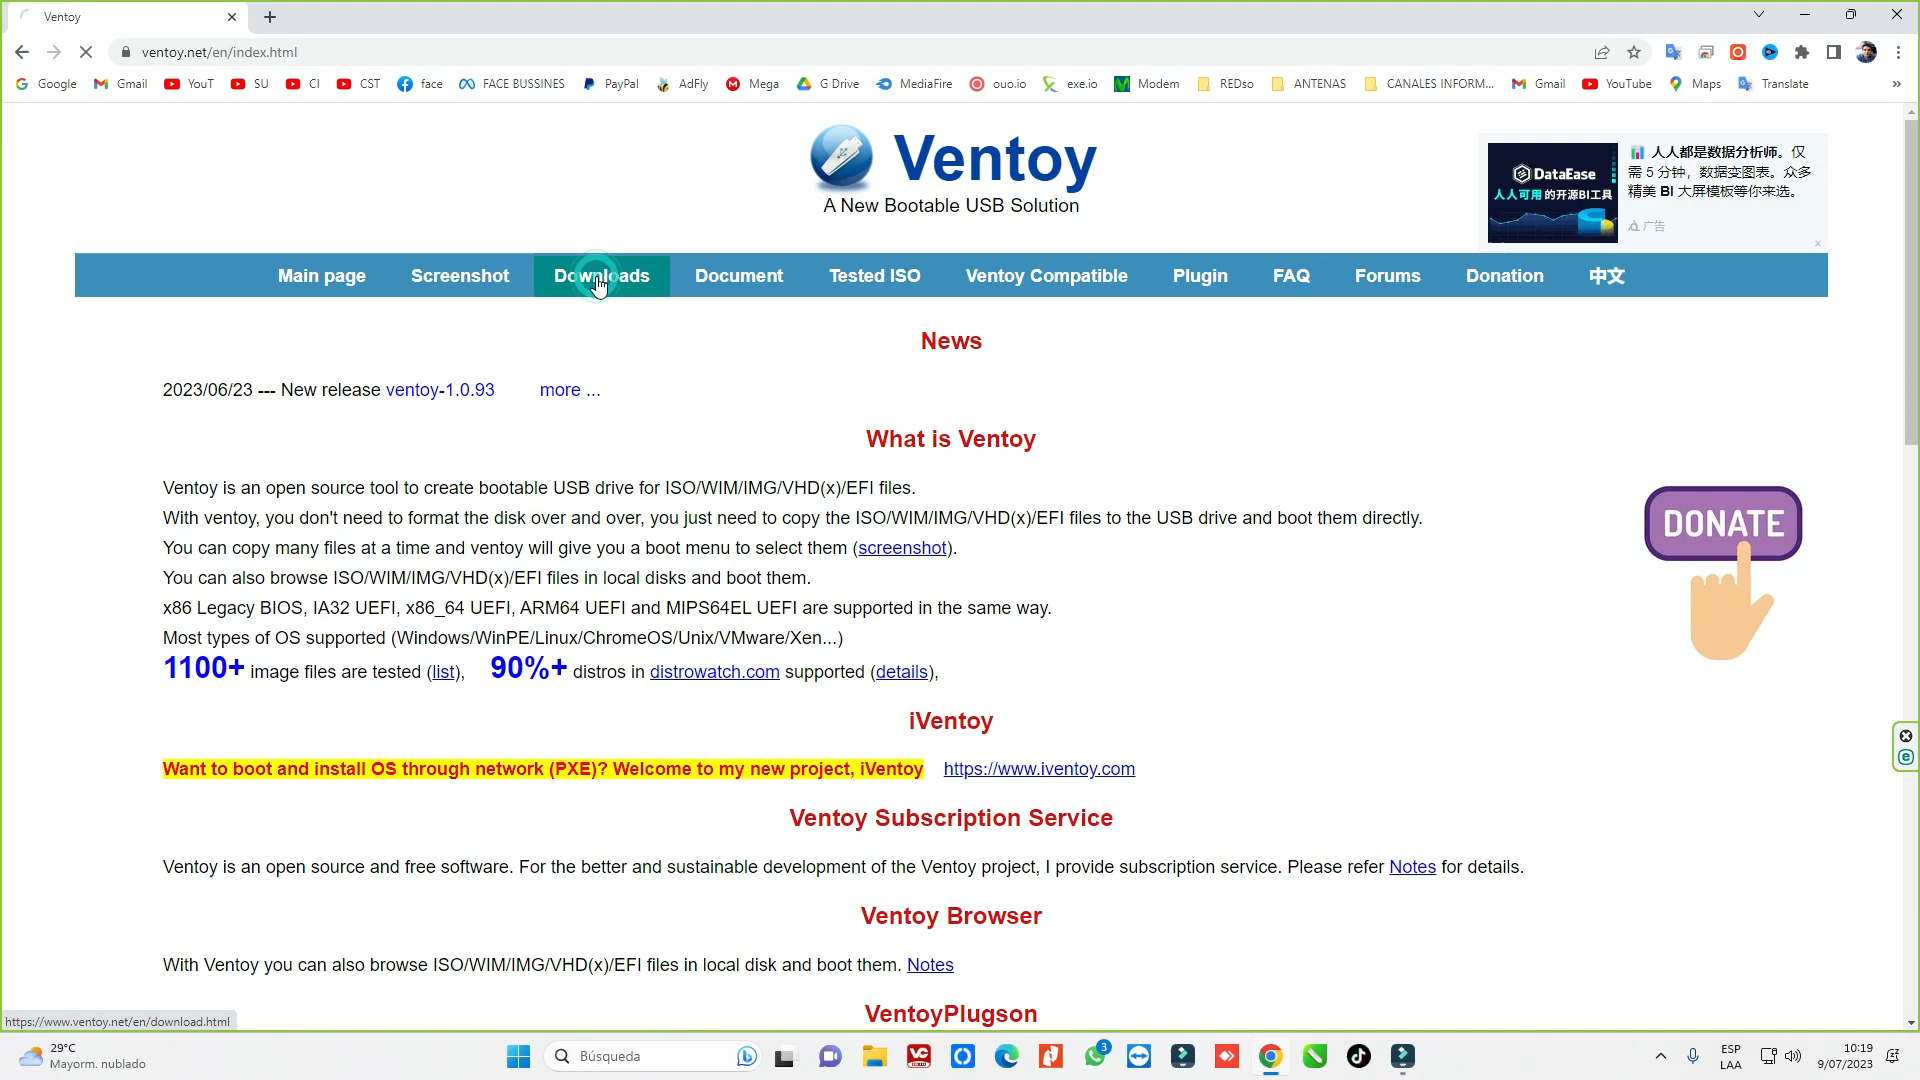 Ventoy
ventoy.net/en/index.html
Google
Gmail
YouT
SU
CI
CST
face
FACE BUSSINES
PayPal
AdFly
Mega
G Drive
MediaFire
ouo.io
exe.io
Modem
REDso
ANTENAS
CANALES INFORM...
Gmail
YouTube
Maps
Translate
»
Ventoy
A New Bootable USB Solution
DataEase
人人可用 的开源BI工具
人人都是数据分析师。仅
需 5 分钟，数据变图表。众多
精美 BI 大屏模板等你来选。
广告
Main page
Screenshot
Downloads
Document
Tested ISO
Ventoy Compatible
Plugin
FAQ
Forums
Donation
中文
News
2023/06/23 --- New release ventoy-1.0.93 more ...
What is Ventoy
Ventoy is an open source tool to create bootable USB drive for ISO/WIM/IMG/VHD(x)/EFI files.
With ventoy, you don't need to format the disk over and over, you just need to copy the ISO/WIM/IMG/VHD(x)/EFI files to the USB drive and boot them directly.
You can copy many files at a time and ventoy will give you a boot menu to select them (screenshot).
You can also browse ISO/WIM/IMG/VHD(x)/EFI files in local disks and boot them.
x86 Legacy BIOS, IA32 UEFI, x86_64 UEFI, ARM64 UEFI and MIPS64EL UEFI are supported in the same way.
Most types of OS supported (Windows/WinPE/Linux/ChromeOS/Unix/VMware/Xen...)
1100+ image files are tested (list), 90%+ distros in distrowatch.com supported (details),
DONATE
iVentoy
Want to boot and install OS through network (PXE)? Welcome to my new project, iVentoy https://www.iventoy.com
Ventoy Subscription Service
Ventoy is an open source and free software. For the better and sustainable development of the Ventoy project, I provide subscription service. Please refer Notes for details.
Ventoy Browser
With Ventoy you can also browse ISO/WIM/IMG/VHD(x)/EFI files in local disk and boot them. Notes
VentoyPlugson
https://www.ventoy.net/en/download.html
29°C
Mayorm. nublado
Búsqueda
3
ESP
LAA
10:19
9/07/2023